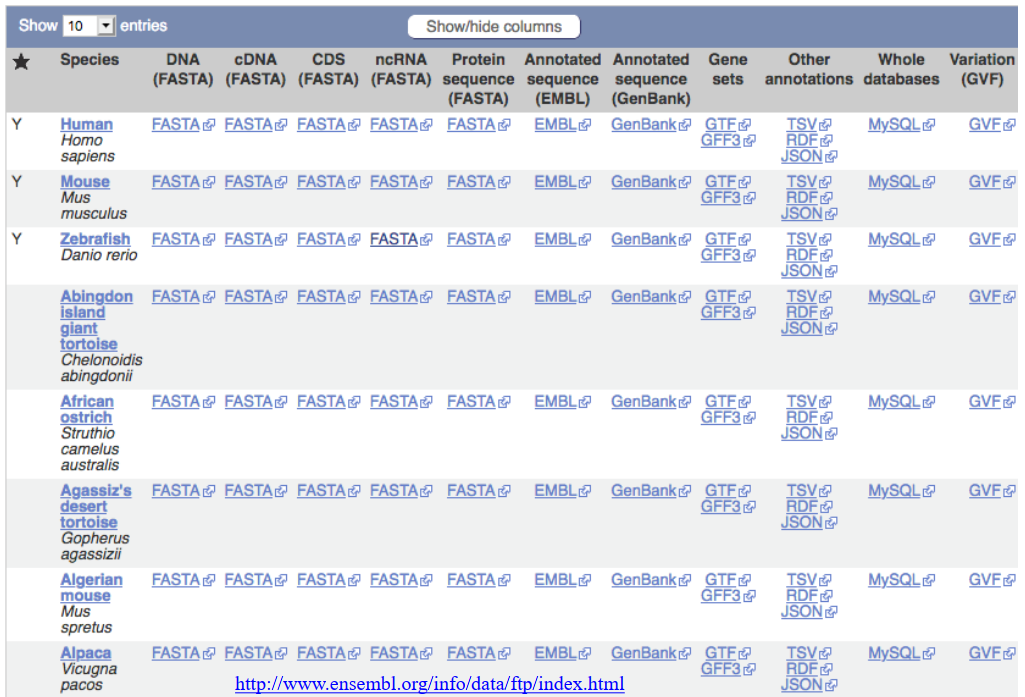 Show 10 entries Show/hide columns
★ Species DNA (FASTA) cDNA (FASTA) CDS (FASTA) ncRNA (FASTA) Protein sequence (FASTA) Annotated sequence (EMBL) Annotated sequence (GenBank) Gene sets Other annotations Whole databases Variation (GVF)
Y Human FASTA FASTA FASTA FASTA FASTA EMBL GenBank GTF TSV MySQL GVF
Homo GFF3 RDF
sapiens JSON
Y Mouse FASTA FASTA FASTA FASTA FASTA EMBL GenBank GTF TSV MySQL GVF
Mus GFF3 RDF
musculus JSON
Y Zebrafish FASTA FASTA FASTA FASTA FASTA EMBL GenBank GTF TSV MySQL GVF
Danio rerio GFF3 RDF
JSON
Abingdon FASTA FASTA FASTA FASTA FASTA EMBL GenBank GTF TSV MySQL GVF
island GFF3 RDF
giant JSON
tortoise
Chelonoidis
abingdonii
African FASTA FASTA FASTA FASTA FASTA EMBL GenBank GTF TSV MySQL GVF
ostrich GFF3 RDF
Struthio JSON
camelus
australis
Agassiz's FASTA FASTA FASTA FASTA FASTA EMBL GenBank GTF TSV MySQL GVF
desert GFF3 RDF
tortoise JSON
Gopherus
agassizii
Algerian FASTA FASTA FASTA FASTA FASTA EMBL GenBank GTF TSV MySQL GVF
mouse GFF3 RDF
Mus JSON
spretus
Alpaca FASTA FASTA FASTA FASTA FASTA EMBL GenBank GTF TSV MySQL GVF
Vicugna GFF3 RDF
pacos http://www.ensembl.org/info/data/ftp/index.html JSON